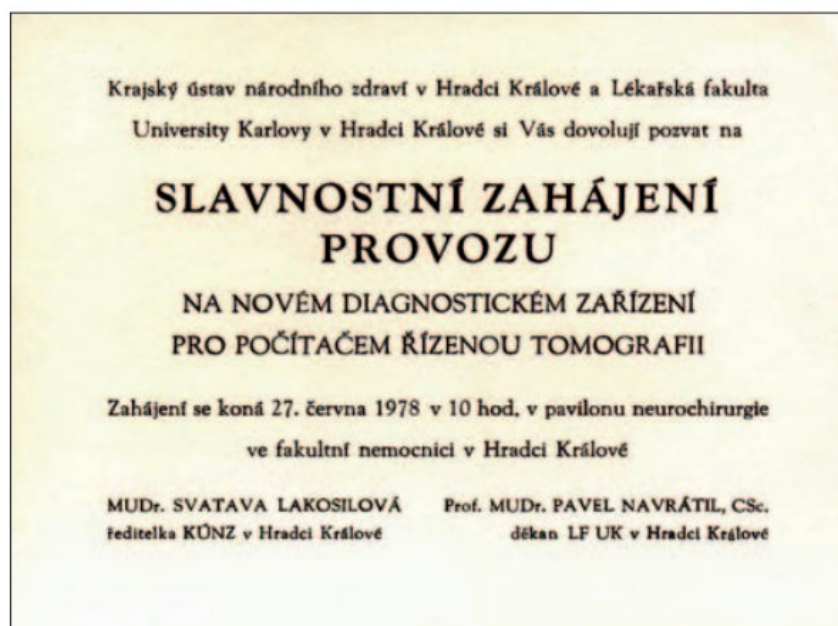 Krajský ústav národního zdraví v Hradci Králové a Lékařská fakulta
University Karlovy v Hradci Králové si Vás dovolují pozvat na
SLAVNOSTNÍ ZAHÁJENÍ
PROVOZU
NA NOVÉM DIAGNOSTICKÉM ZAŘÍZENÍ
PRO POČÍTAČEM ŘÍZENOU TOMOGRAFII
Zahájení se koná 27. června 1978 v 10 hod. v pavilonu neurochirurgie
ve fakultní nemocnici v Hradci Králové
MUDr. SVATAVA LAKOSILOVÁ Prof. MUDr. PAVEL NAVRÁTIL, CSc.
ředitelka KÚNZ v Hradci Králové děkan LF UK v Hradci Králové